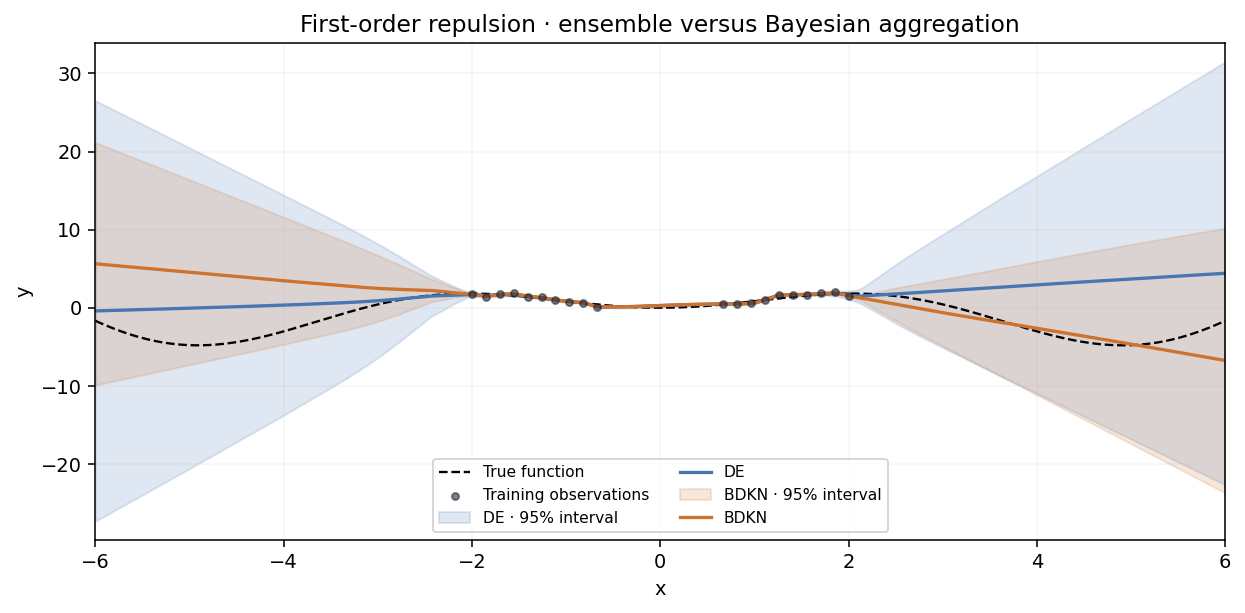 First-order repulsion · ensemble versus Bayesian aggregation
y
30
20
10
0
−10
−20
True function
Training observations
DE · 95% interval
DE
BDKN · 95% interval
BDKN
−6
−4
−2
0
2
4
6
x